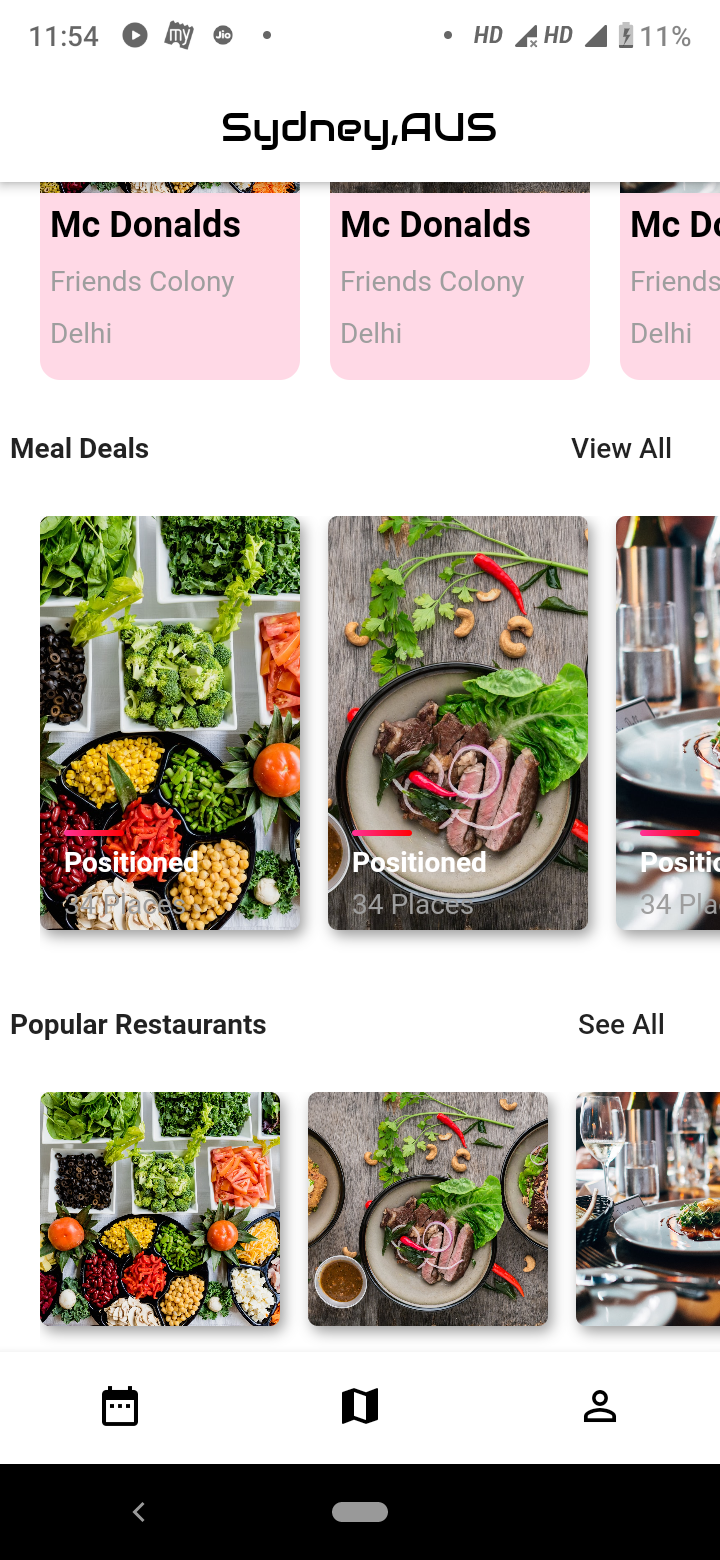 11:54 my Jio HD HD 11%
Sydney,AUS
Mc Donalds Mc Donalds Mc Do
Friends Colony Friends Colony Friends
Delhi Delhi Delhi
Meal Deals View All
Positioned Positioned Positio
34 Places 34 Places 34 Pla
Popular Restaurants See All